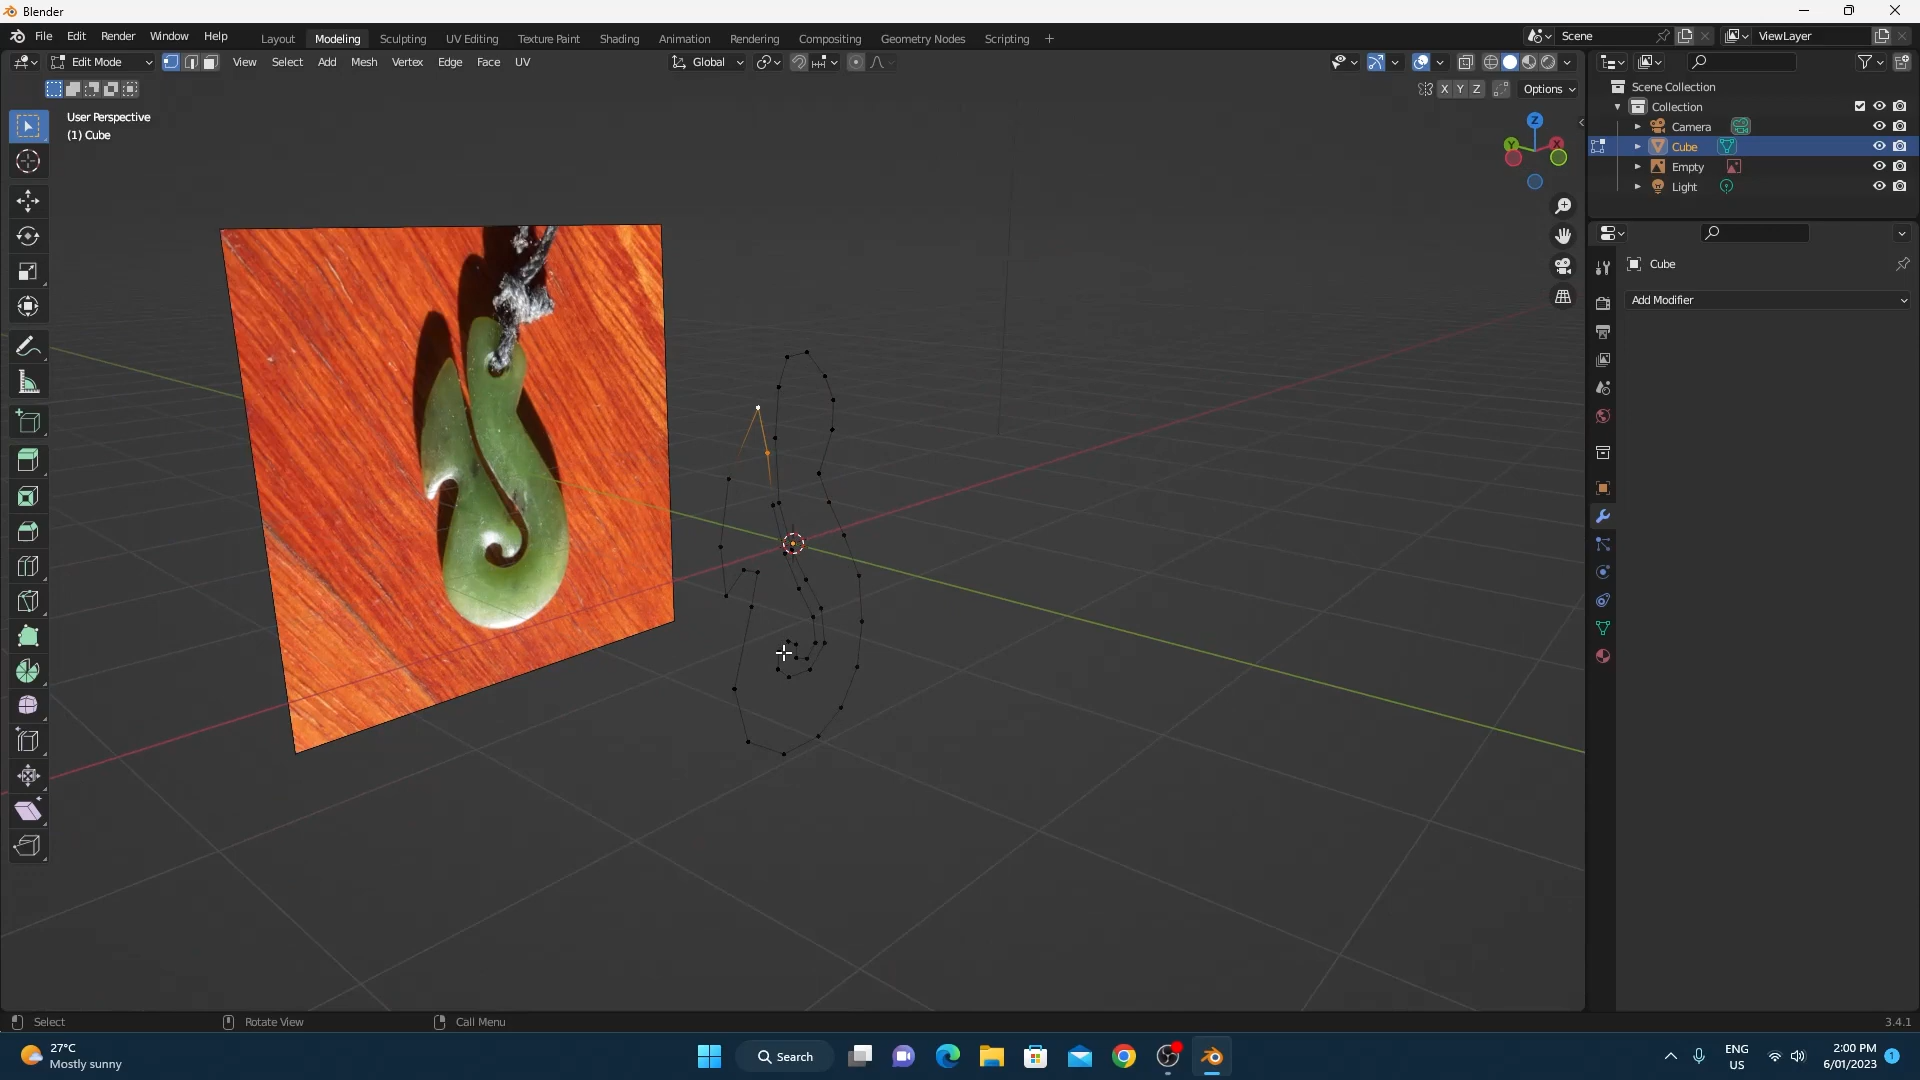 Blender
File Edit Render Window Help
Layout Modeling Sculpting UV Editing Texture Paint Shading Animation Rendering Compositing Geometry Nodes Scripting +
Scene
ViewLayer
Edit Mode
View Select Add Mesh Vertex Edge Face UV
Global
X Y Z
Options
User Perspective
(1) Cube
Z
Y
X
Scene Collection
Collection
Camera
Cube
Empty
Light
Cube
Add Modifier
Select
Rotate View
Call Menu
3.4.1
27°C
Mostly sunny
Search
ENG
US
2:00 PM
6/01/2023
1